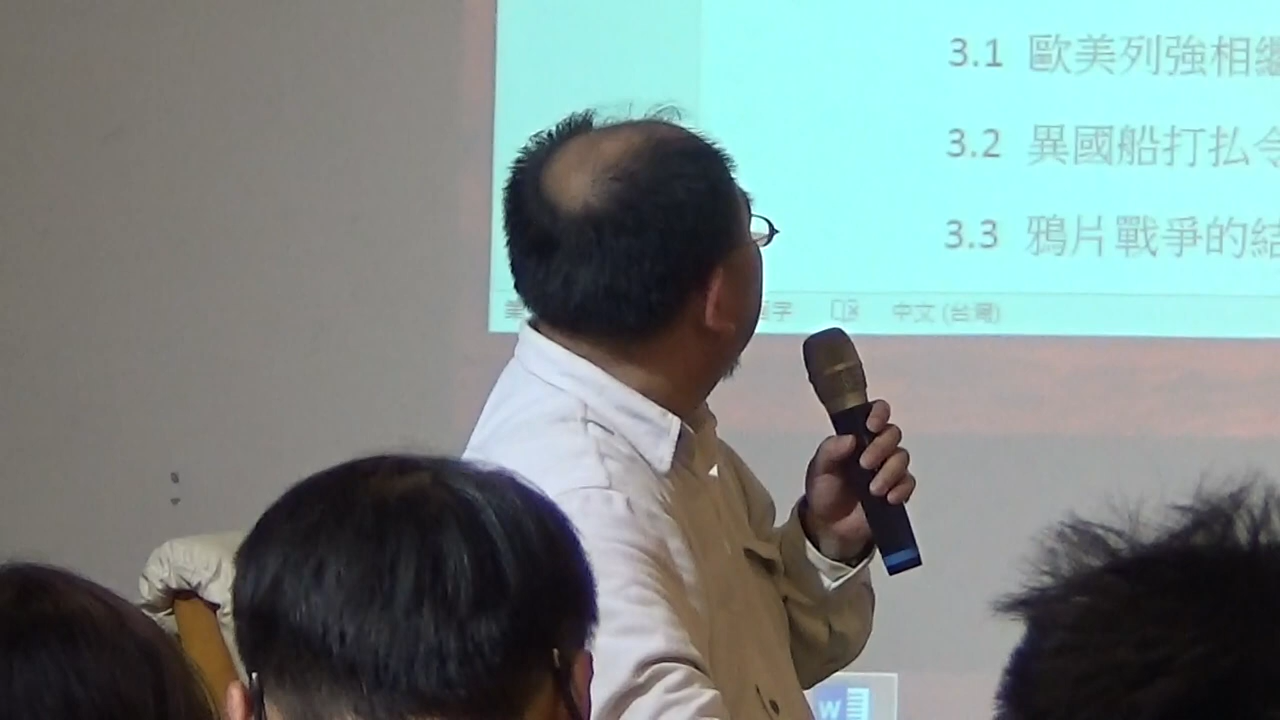 3.1 歐美列強相繼
3.2 異國船打払令
3.3 鴉片戰爭的結
字 中文 (台灣)
W